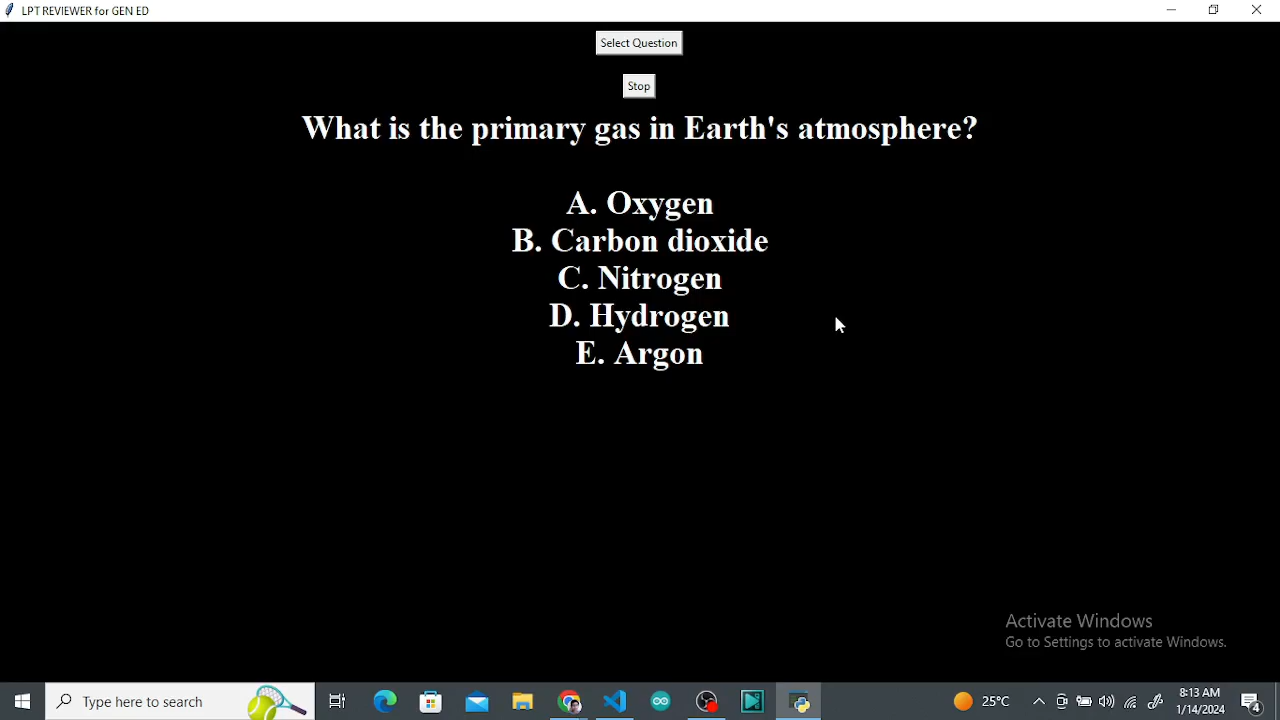 LPT REVIEWER for GEN ED
Select Question
Stop
What is the primary gas in Earth's atmosphere?
A. Oxygen
B. Carbon dioxide
C. Nitrogen
D. Hydrogen
E. Argon
Activate Windows
Go to Settings to activate Windows.
Type here to search
25°C
8:13 AM
1/14/2024
4